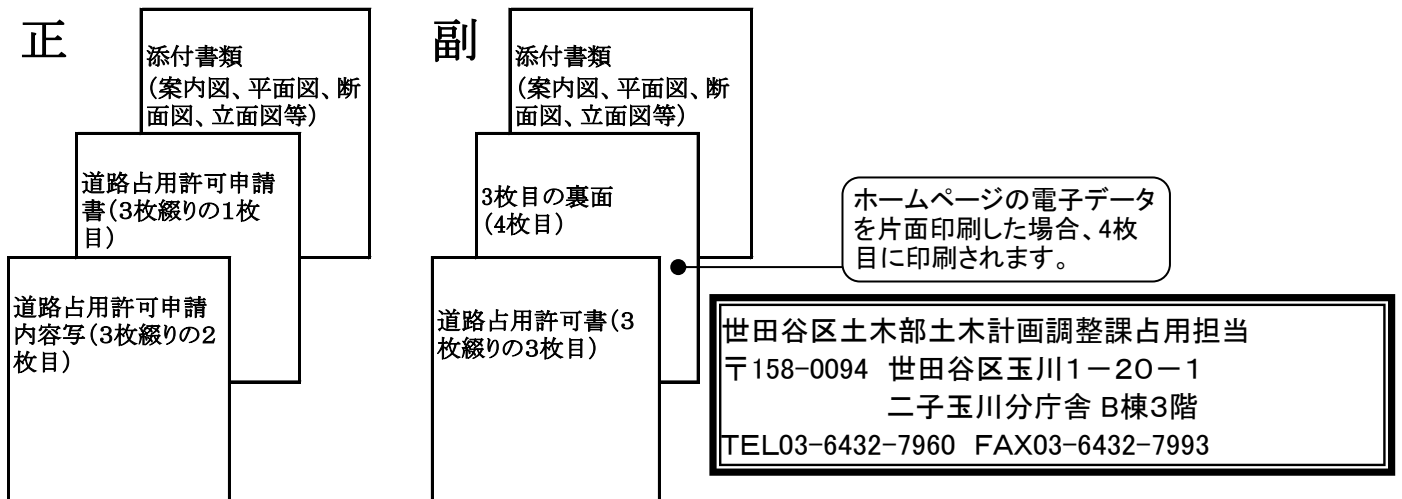 正
添付書類
(案内図、平面図、断
面図、立面図等)
道路占用許可申請
書(3枚綴りの1枚
目)
道路占用許可申請
内容写(3枚綴りの2
枚目)
副
添付書類
(案内図、平面図、断
面図、立面図等)
3枚目の裏面
(4枚目)
道路占用許可書(3
枚綴りの3枚目)
ホームページの電子データ
を片面印刷した場合、4枚
目に印刷されます。
世田谷区土木部土木計画調整課占用担当
〒158-0094 世田谷区玉川1-20-1
二子玉川分庁舎 B棟3階
TEL03-6432-7960 FAX03-6432-7993